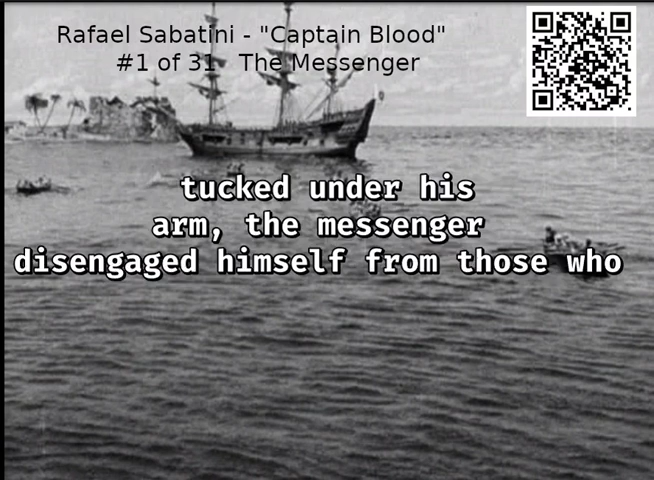 Rafael Sabatini - "Captain Blood"
#1 of 31 The Messenger
tucked under his
arm, the messenger
disengaged himself from those who